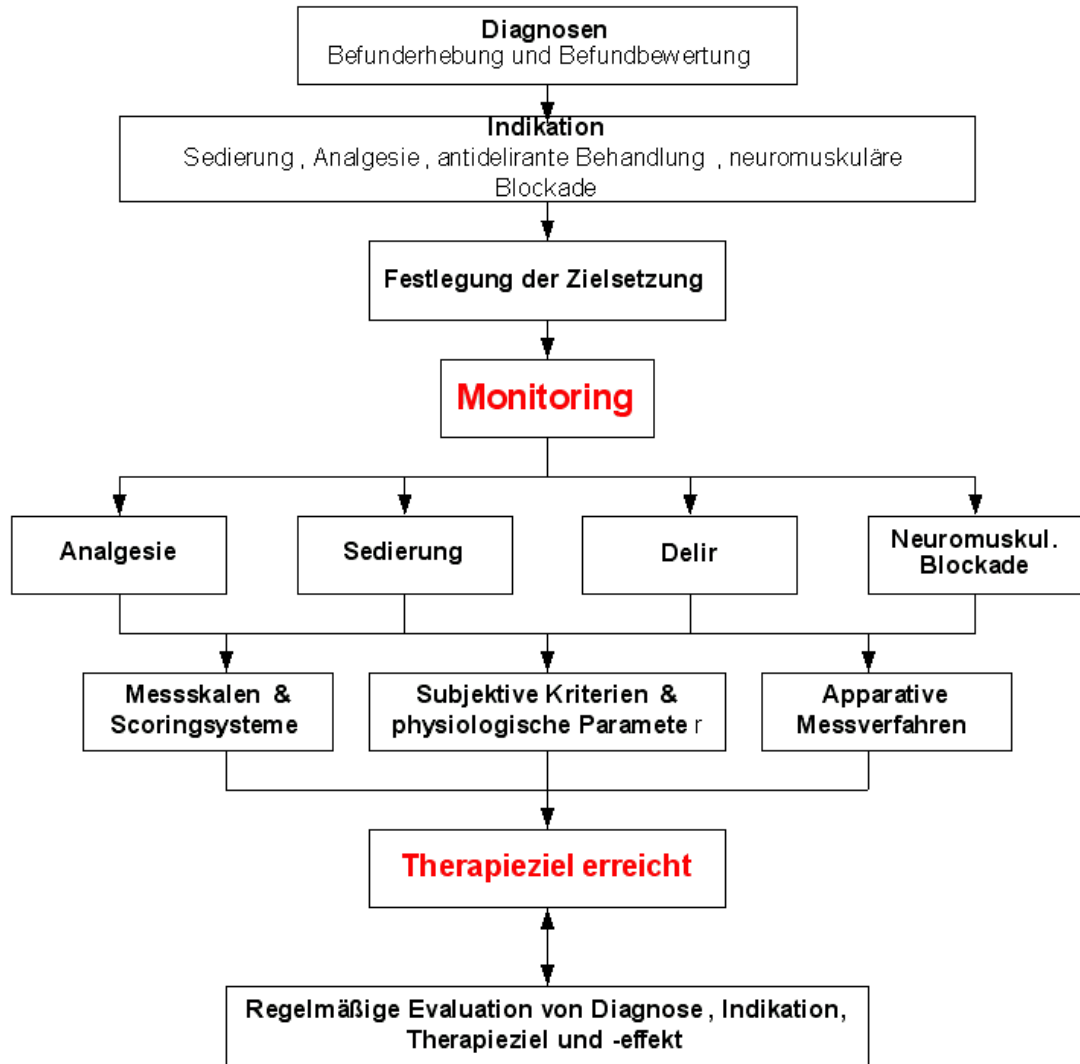 Diagnosen
Befunderhebung und Befundbewertung
Indikation
Sedierung , Analgesie , antidelirante Behandlung , neuromuskuläre
Blockade
Festlegung der Zielsetzung
Monitoring
Analgesie
Sedierung
Delir
Neuromuskul.
Blockade
Messskalen &
Scoringsysteme
Subjektive Kriterien &
physiologische Parameter
Apparative
Messverfahren
Therapieziel erreicht
Regelmäßige Evaluation von Diagnose, Indikation,
Therapieziel und -effekt